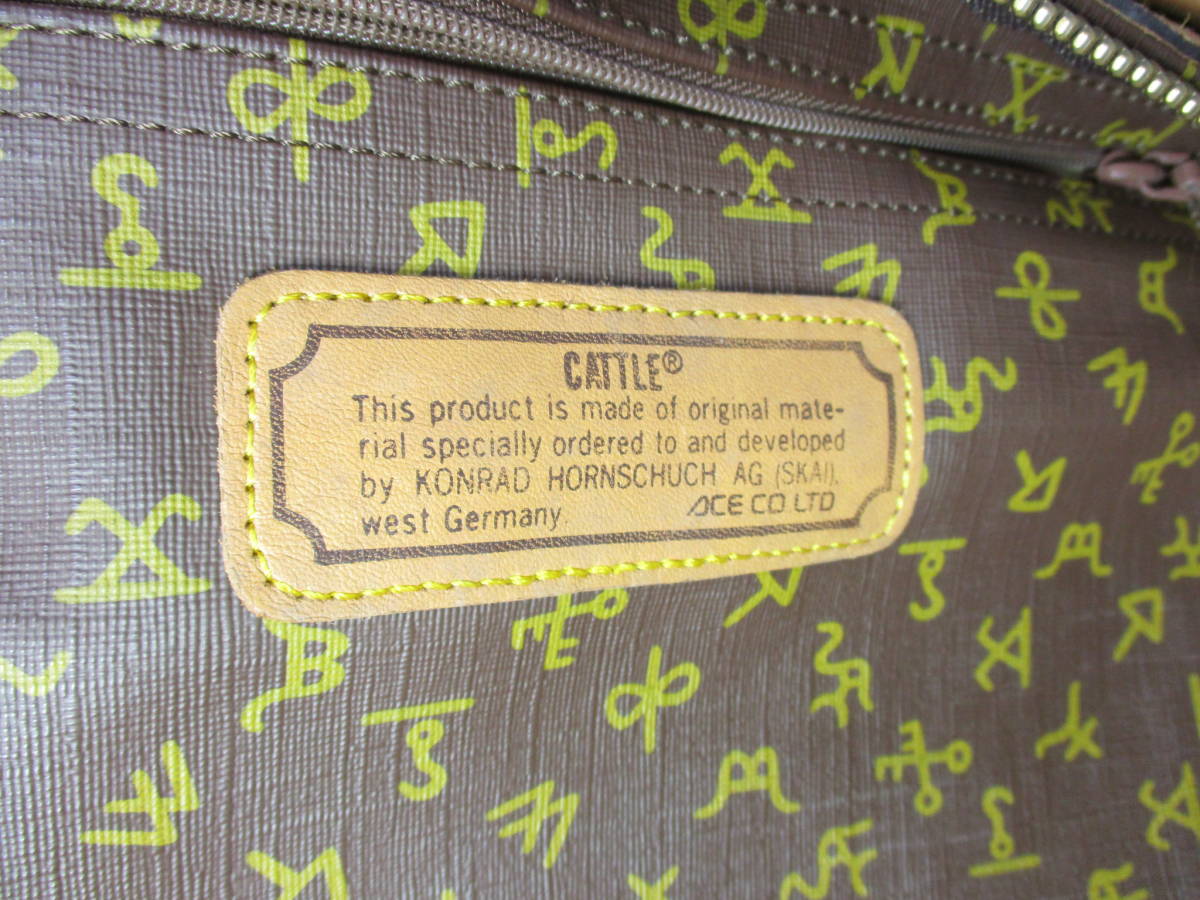 CATTLE®
This product is made of original mate-
rial specially ordered to and developed
by KONRAD HORNSCHUCH AG (SKAI),
west Germany.
ACE CO LTD